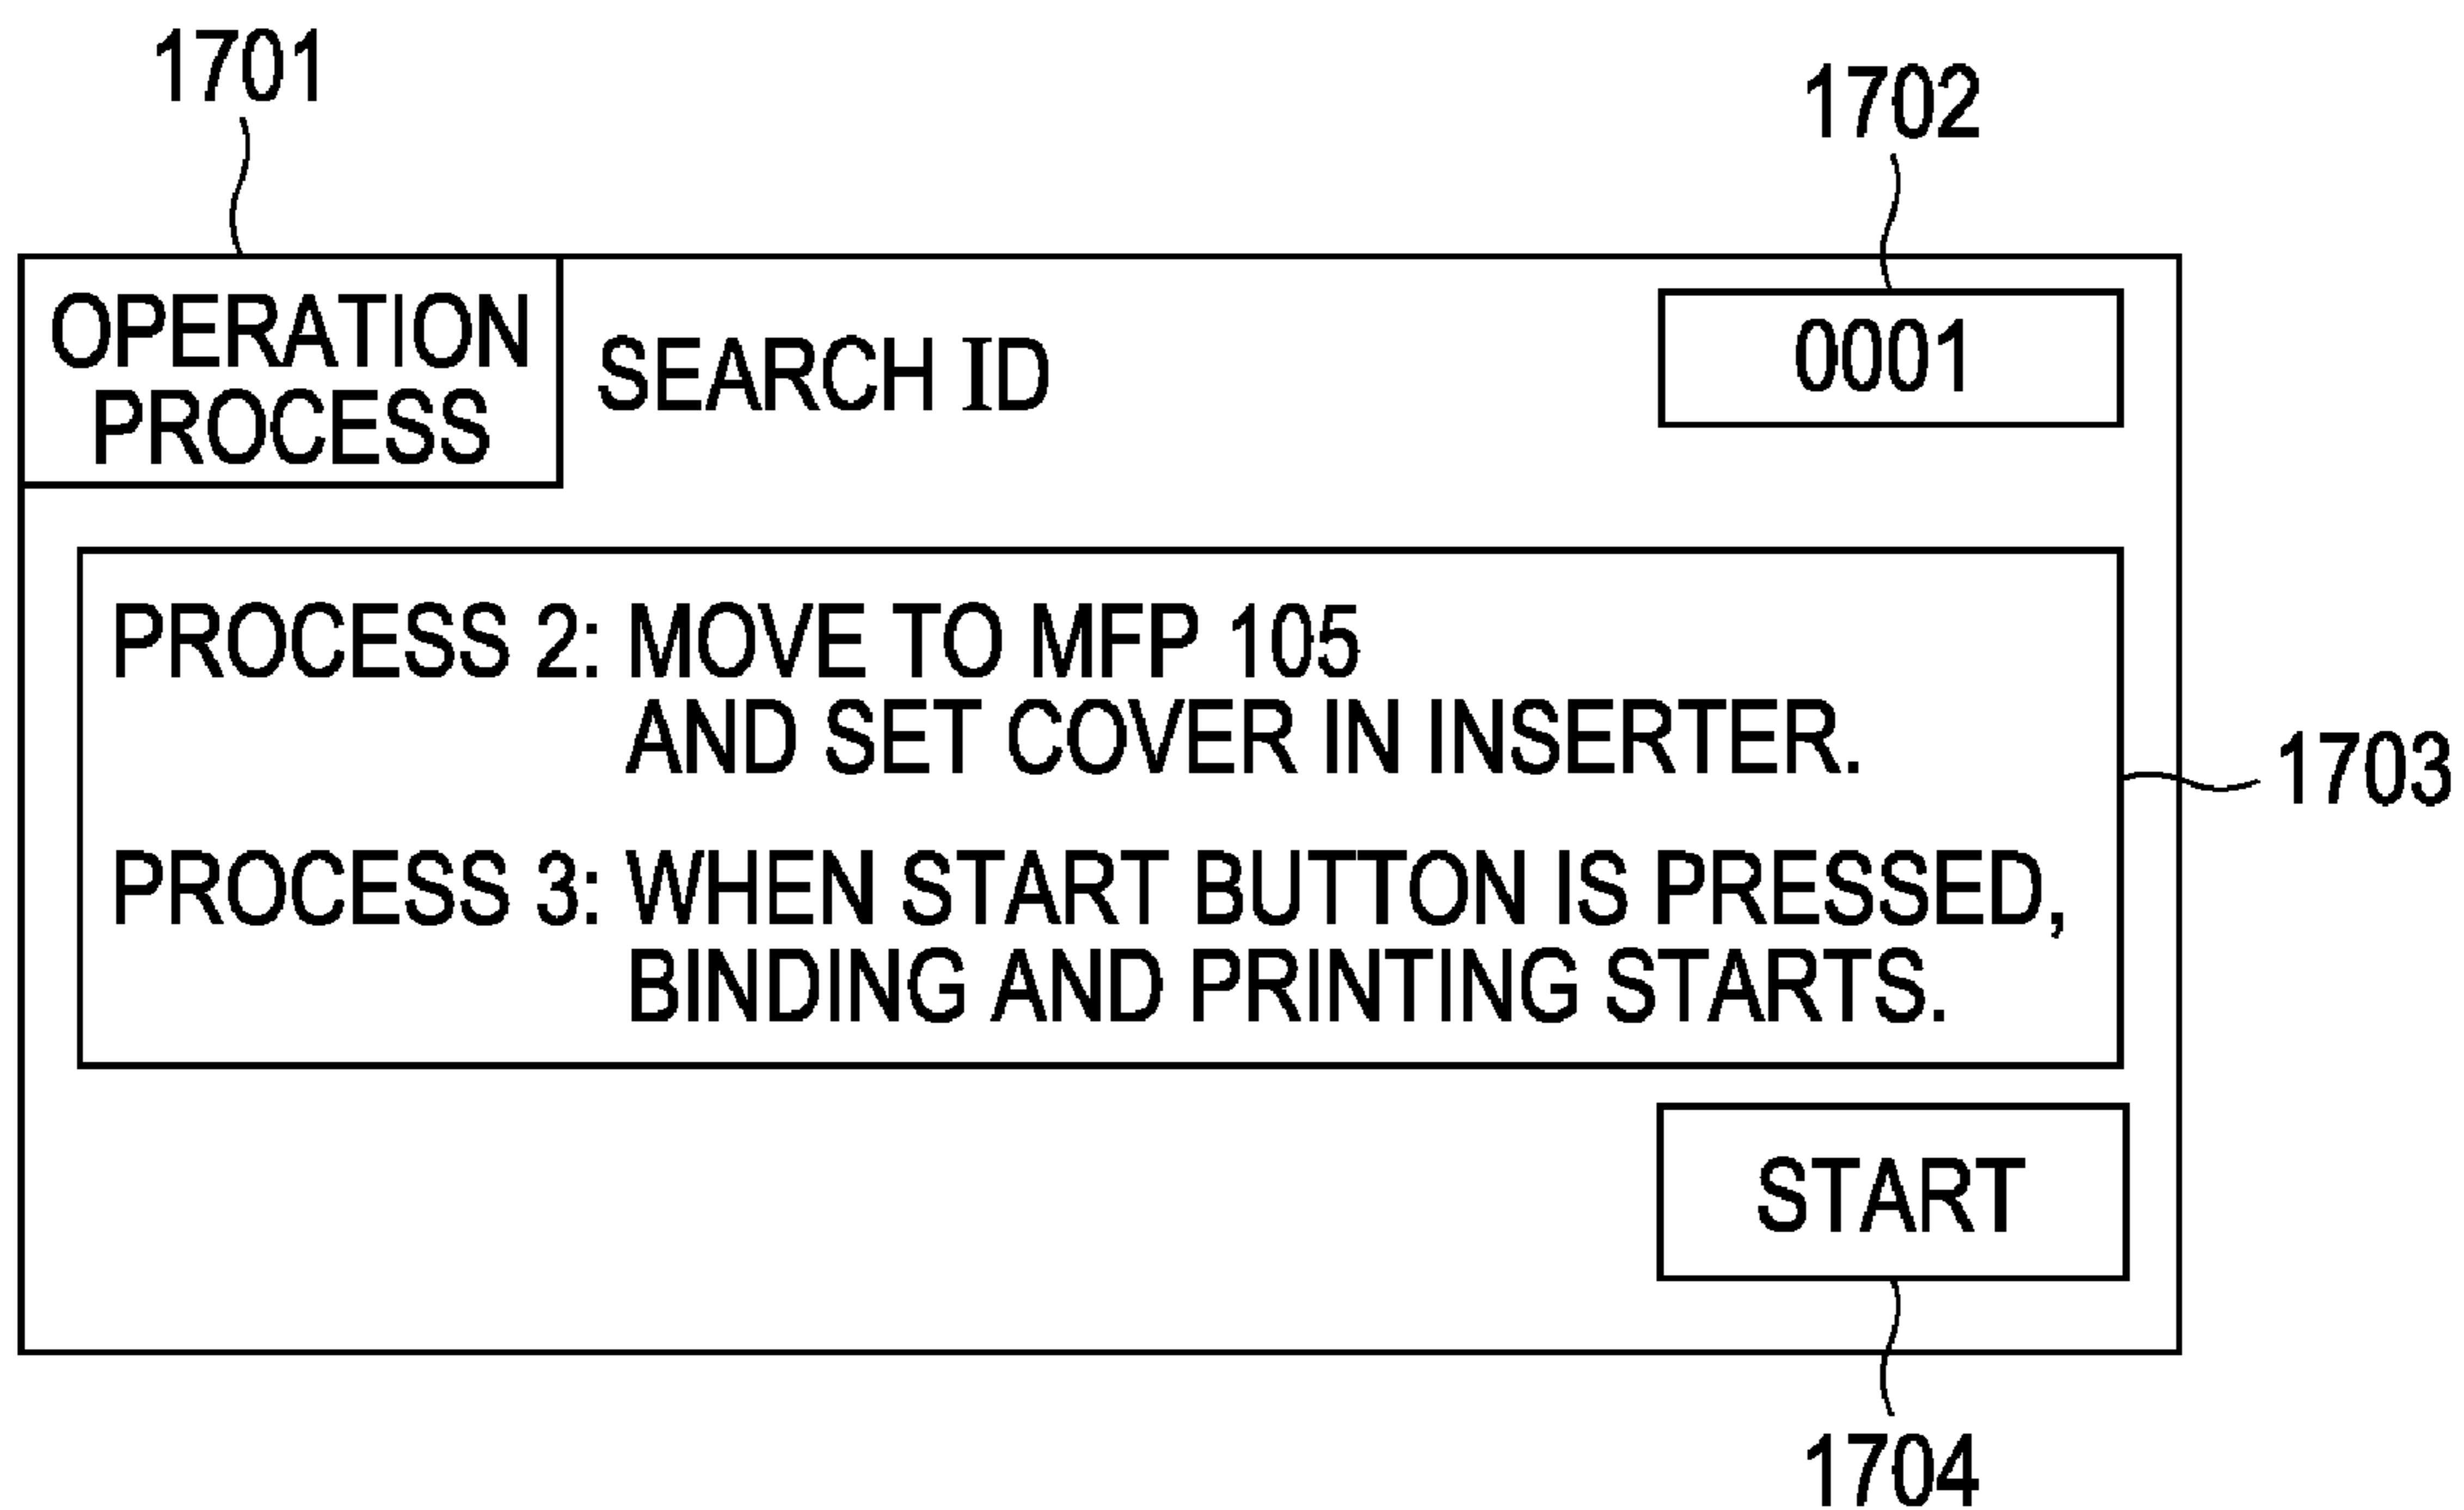 1701
1702
OPERATION
PROCESS
SEARCH ID
0001
PROCESS 2: MOVE TO MFP 105
AND SET COVER IN INSERTER.
1703
PROCESS 3: WHEN START BUTTON IS PRESSED,
BINDING AND PRINTING STARTS.
START
1704